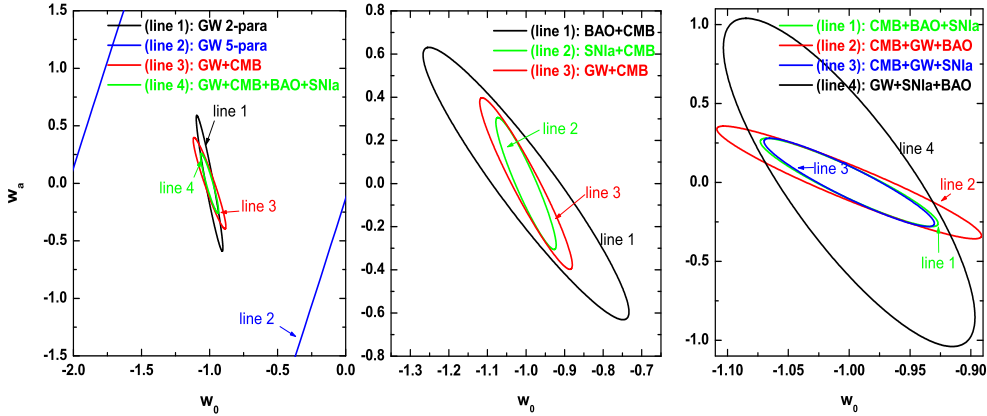 (line 1): GW 2-para
(line 2): GW 5-para
(line 3): GW+CMB
(line 4): GW+CMB+BAO+SNIa
line 1
line 4
line 3
line 2
1.5
1.0
0.5
0.0
-0.5
-1.0
-1.5
wa
-2.0
-1.5
-1.0
-0.5
0.0
w0
(line 1): BAO+CMB
(line 2): SNIa+CMB
(line 3): GW+CMB
line 2
line 3
line 1
0.8
0.6
0.4
0.2
0.0
-0.2
-0.4
-0.6
-0.8
-1.3
-1.2
-1.1
-1.0
-0.9
-0.8
-0.7
w0
(line 1): CMB+BAO+SNIa
(line 2): CMB+GW+BAO
(line 3): CMB+GW+SNIa
(line 4): GW+SNIa+BAO
line 4
line 3
line 2
line 1
1.0
0.5
0.0
-0.5
-1.0
-1.10
-1.05
-1.00
-0.95
-0.90
w0